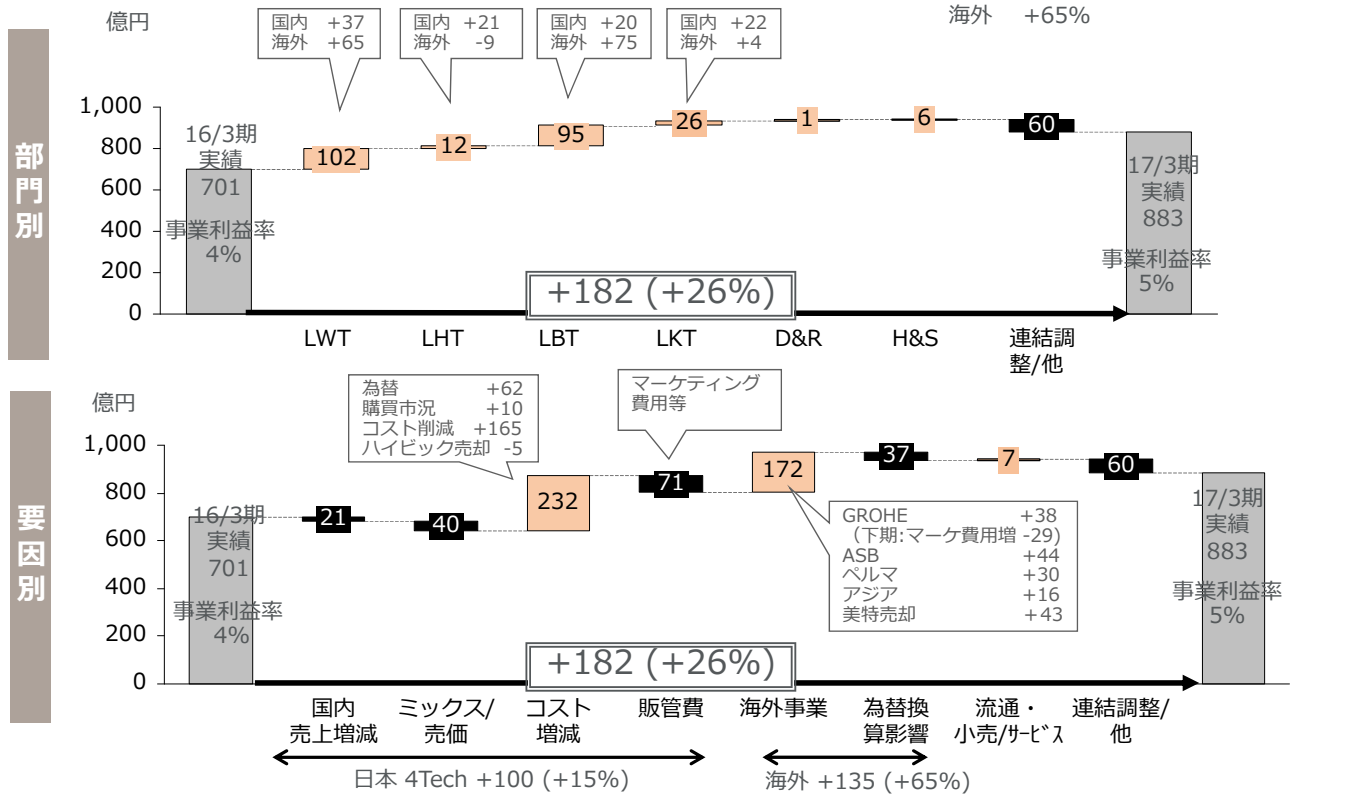 海外 +65%
億円
国内 +37
海外 +65
国内 +21
海外 -9
国内 +20
海外 +75
国内 +22
海外 +4
部門別
1,000
800
600
400
200
0
16/3期
実績
701
事業利益率
4%
102
12
95
26
1
6
60
17/3期
実績
883
事業利益率
5%
+182 (+26%)
LWT
LHT
LBT
LKT
D&R
H&S
連結調
整/他
要因別
億円
為替 +62
購買市況 +10
コスト削減 +165
ハイビック売却 -5
マーケティング
費用等
1,000
800
600
400
200
0
16/3期
実績
701
事業利益率
4%
21
40
232
71
172
37
7
60
GROHE +38
（下期:マーケ費用増 -29)
ASB +44
ペルマ +30
アジア +16
美特売却 +43
17/3期
実績
883
事業利益率
5%
+182 (+26%)
国内
売上増減
ミックス/
売価
コスト
増減
販管費
海外事業
為替換
算影響
流通・
小売/ｻｰﾋﾞｽ
連結調整/
他
日本 4Tech +100 (+15%)
海外 +135 (+65%)